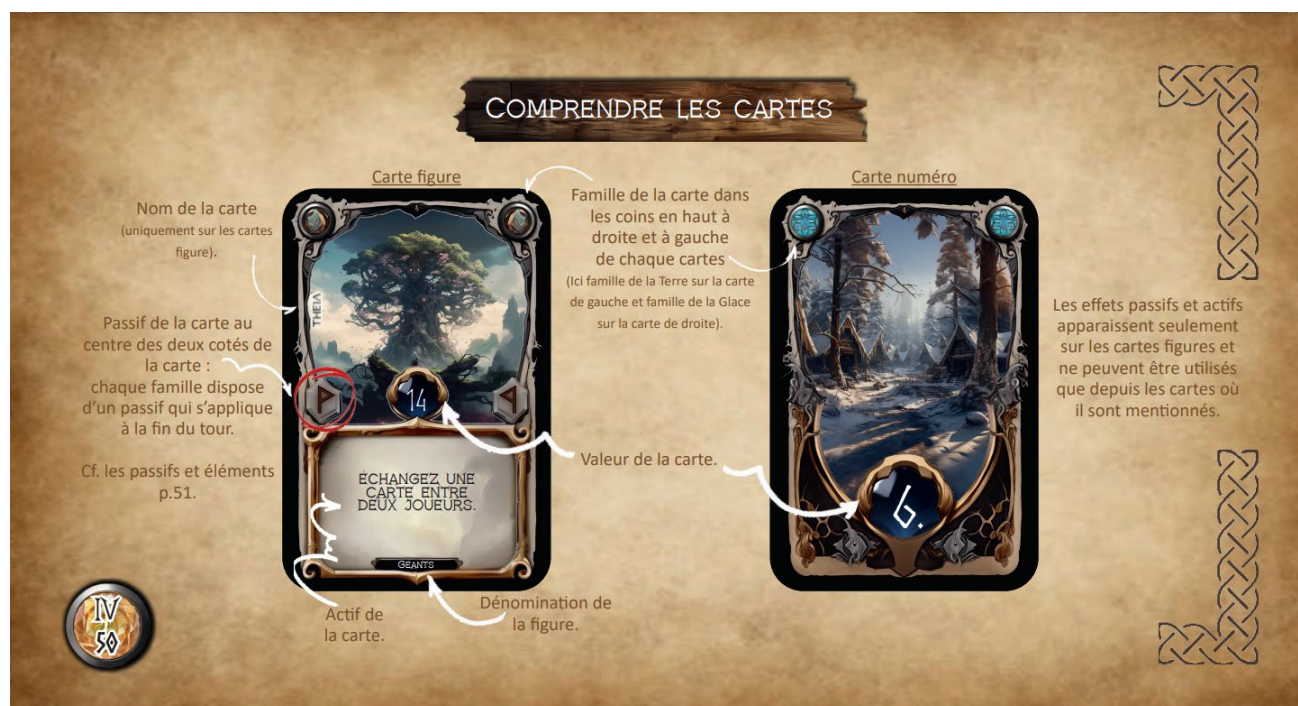 COMPRENDRE LES CARTES
Carte figure
Nom de la carte
(uniquement sur les cartes
figure).
Passif de la carte au
centre des deux cotés de
la carte :
chaque famille dispose
d'un passif qui s'applique
à la fin du tour.
Cf. les passifs et éléments
p.51.
THEIA
14
ÉCHANGEZ UNE
CARTE ENTRE
DEUX JOUEURS.
GEANTS
Actif de
la carte.
Dénomination de
la figure.
Famille de la carte dans
les coins en haut à
droite et à gauche
de chaque cartes
(Ici famille de la Terre sur la carte
de gauche et famille de la Glace
sur la carte de droite).
Valeur de la carte.
Carte numéro
6.
Les effets passifs et actifs
apparaissent seulement
sur les cartes figures et
ne peuvent être utilisés
que depuis les cartes où
il sont mentionnés.
IV
50